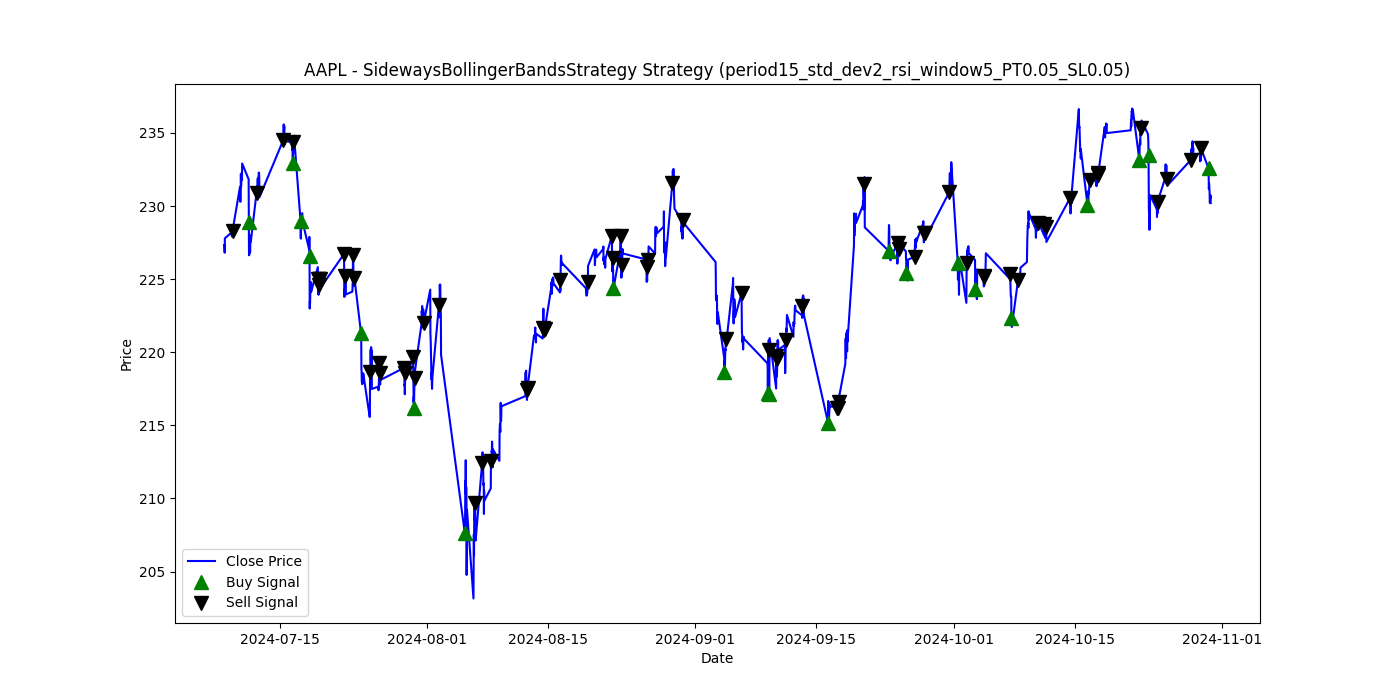 AAPL - SidewaysBollingerBandsStrategy Strategy (period15_std_dev2_rsi_window5_PT0.05_SL0.05)
Price
235
230
225
220
215
210
205
Close Price
Buy Signal
Sell Signal
2024-07-15 2024-08-01 2024-08-15 2024-09-01 2024-09-15 2024-10-01 2024-10-15 2024-11-01
Date